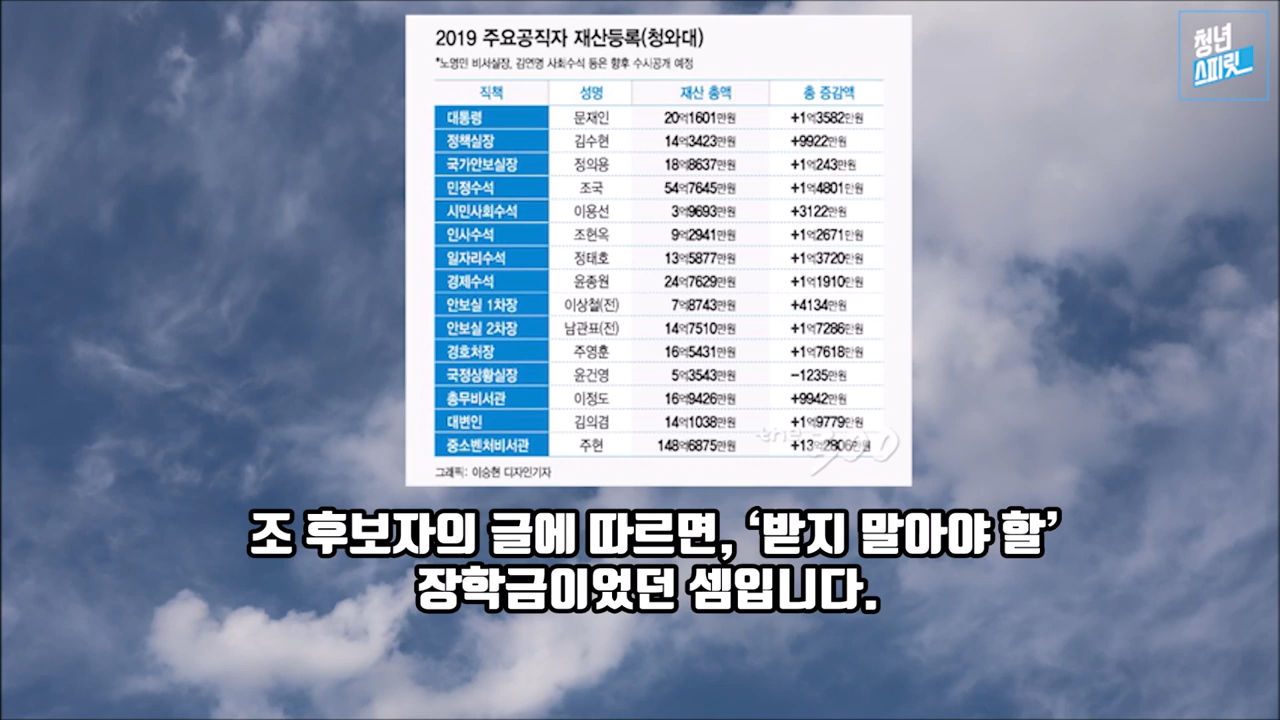 청년
스피릿
2019 주요공직자 재산등록(청와대)
*노영민 비서실장, 김연명 사회수석 등은 향후 수시공개 예정
직책 성명 재산 총액 총 증감액
대통령 문재인 20억1601만원 +1억3582만원
정책실장 김수현 14억3423만원 +9922만원
국가안보실장 정의용 18억8637만원 +1억243만원
민정수석 조국 54억7645만원 +1억4801만원
시민사회수석 이용선 3억9693만원 +3122만원
인사수석 조현옥 9억2941만원 +1억2671만원
일자리수석 정태호 13억5877만원 +1억3720만원
경제수석 윤종원 24억7629만원 +1억1910만원
안보실 1차장 이상철(전) 7억8743만원 +4134만원
안보실 2차장 남관표(전) 14억7510만원 +1억7286만원
경호처장 주영훈 16억5431만원 +1억7618만원
국정상황실장 윤건영 5억3543만원 -1235만원
총무비서관 이정도 16억9426만원 +9942만원
대변인 김의겸 14억1038만원 +1억9779만원
중소벤처비서관 주현 148억6875만원 +13억2806만원
the 300
그래픽: 이승현 디자인기자
조 후보자의 글에 따르면, ‘받지 말아야 할’
장학금이었던 셈입니다.